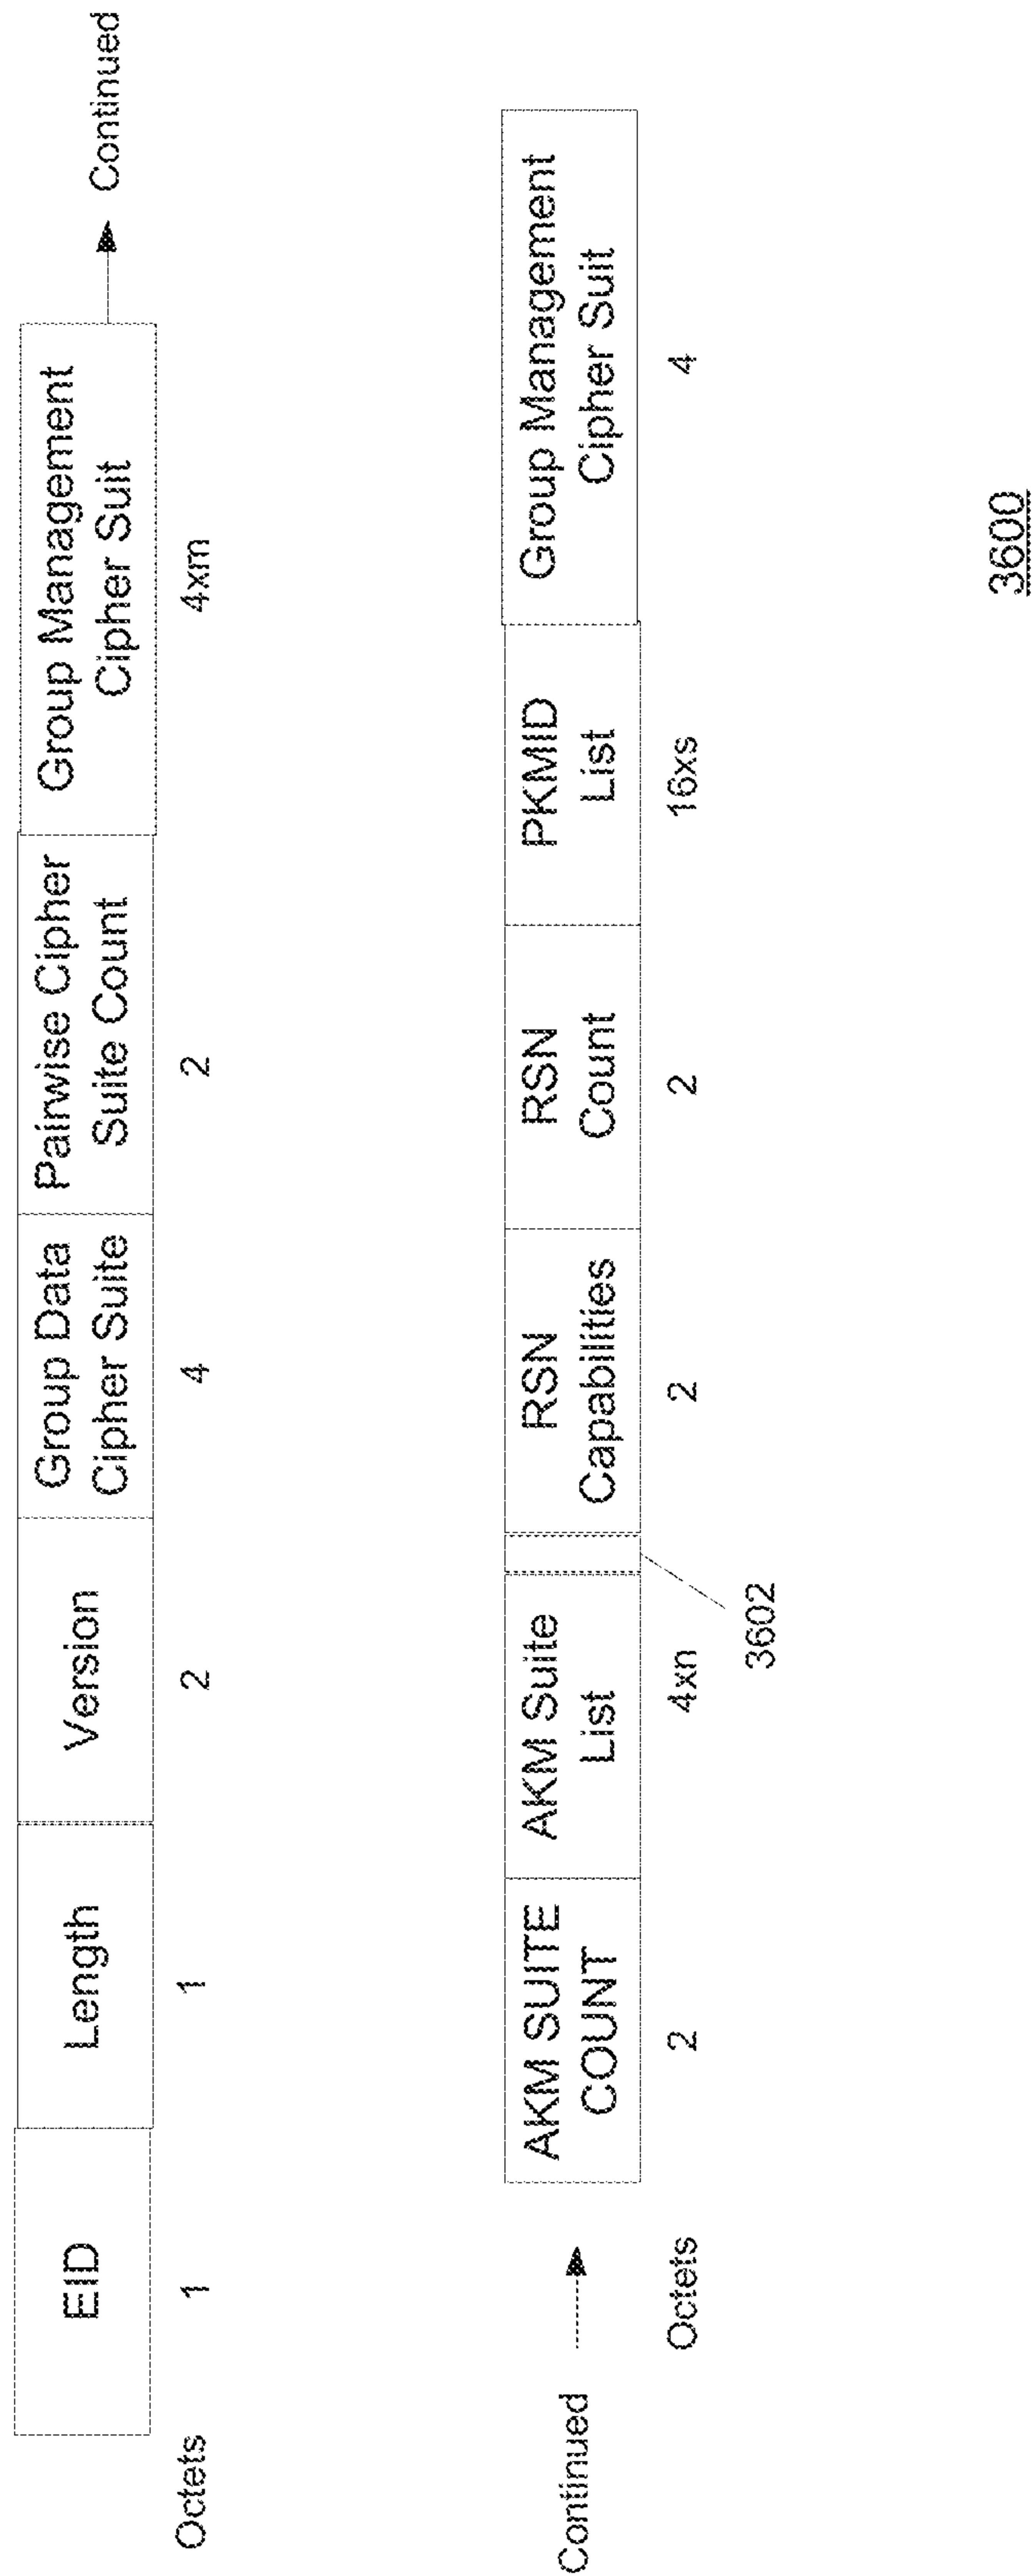 EID
Length
Version
Group Data
Cipher Suite
Pairwise Cipher
Suite Count
Group Management
Cipher Suit
Continued
Octets
1
1
2
4
2
4xm
Continued
AKM SUITE
COUNT
AKM Suite
List
RSN
Capabilities
RSN
Count
PKMID
List
Group Management
Cipher Suit
Octets
2
4xn
2
2
16xs
4
3602
3600